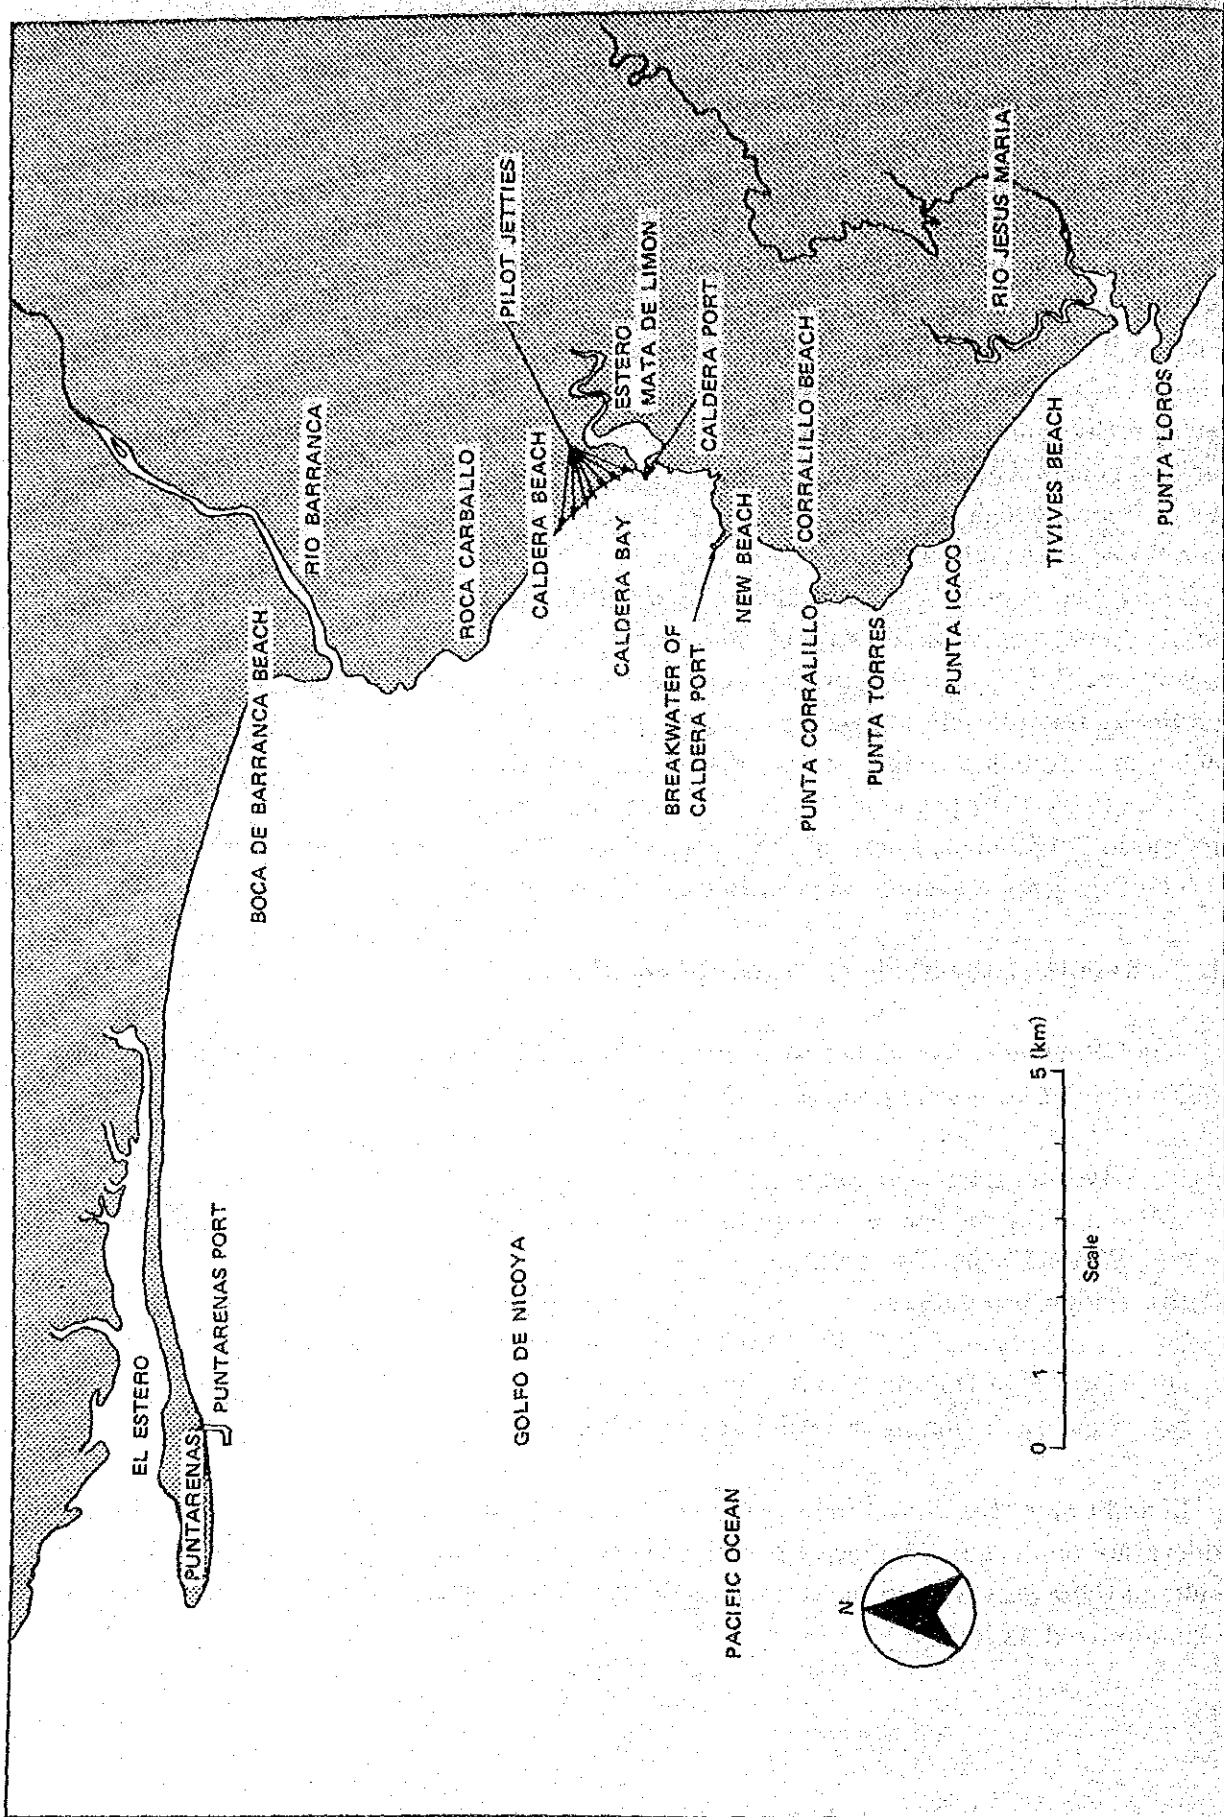 EL ESTERO
PUNTARENAS
PUNTARENAS PORT
BOCA DE BARRANCA BEACH
RIO BARRANCA
ROCA CARBALLO
PILOT JETTIES
GOLFO DE NICOYA
CALDERA BEACH
CALDERA BAY
ESTERO
MATA DE LIMON
BREAKWATER OF
CALDERA PORT
CALDERA PORT
PACIFIC OCEAN
NEW BEACH
CORRALILLO BEACH
PUNTA CORRALILLO
N
PUNTA TORRES
PUNTA ICACO
RIO JESUS MARIA
0 1 5 (km)
TIVIVES BEACH
Scale
PUNTA LOROS